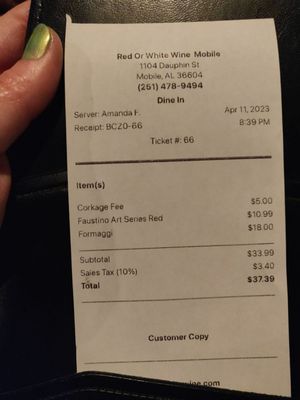 Red Or White Wine Mobile
1104 Dauphin St
Mobile, AL 36604
(251) 478-9494
Dine In
Server: Amanda F. Apr 11, 2023
Receipt: BCZ0-66 8:39 PM
Ticket #: 66
Item(s)
Corkage Fee $5.00
Faustino Art Series Red $10.99
Formaggi $18.00
Subtotal $33.99
Sales Tax (10%) $3.40
Total $37.39
Customer Copy